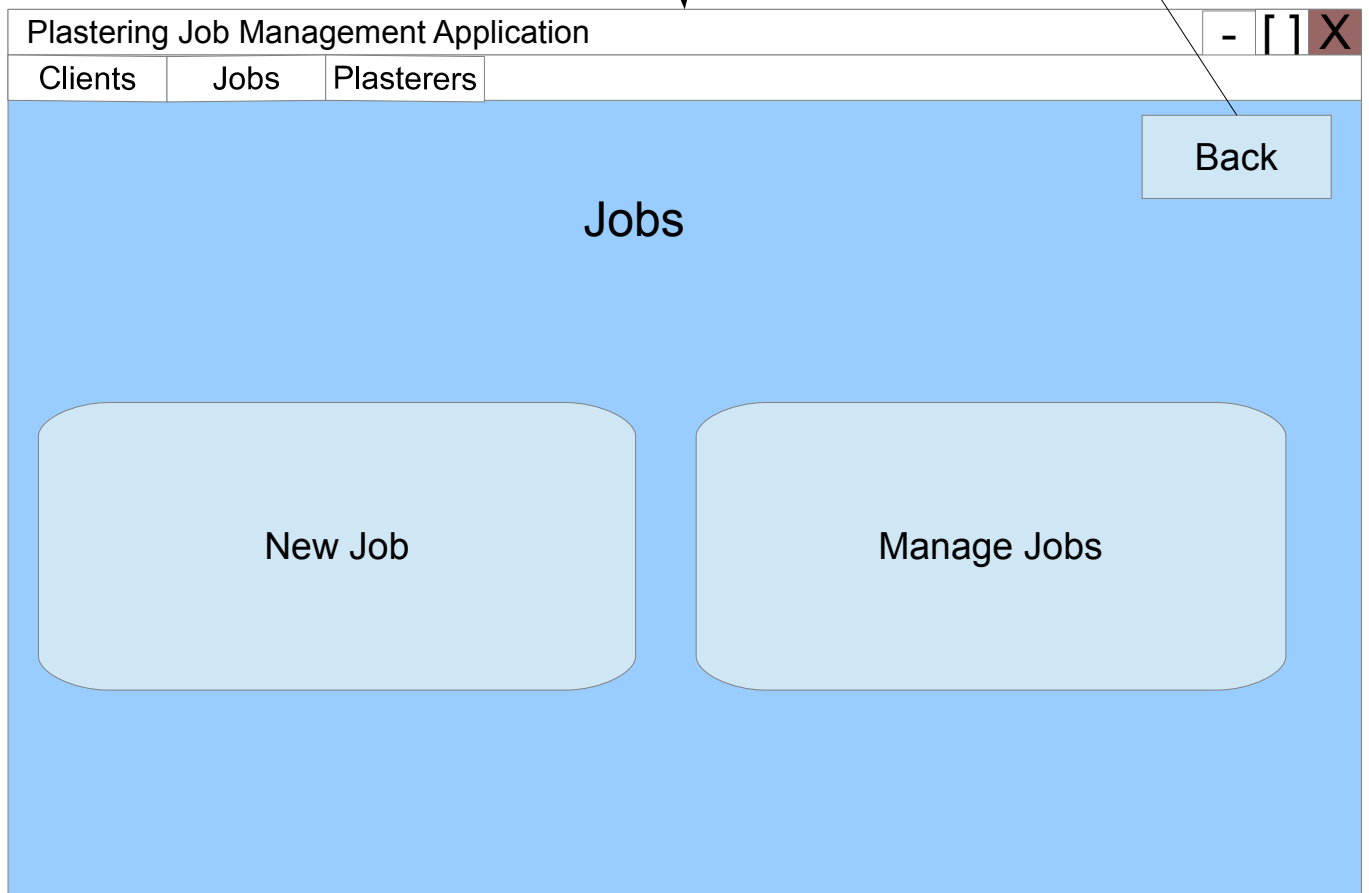 Plastering Job Management Application - [ ] X
Clients Jobs Plasterers
Back
Jobs
New Job Manage Jobs